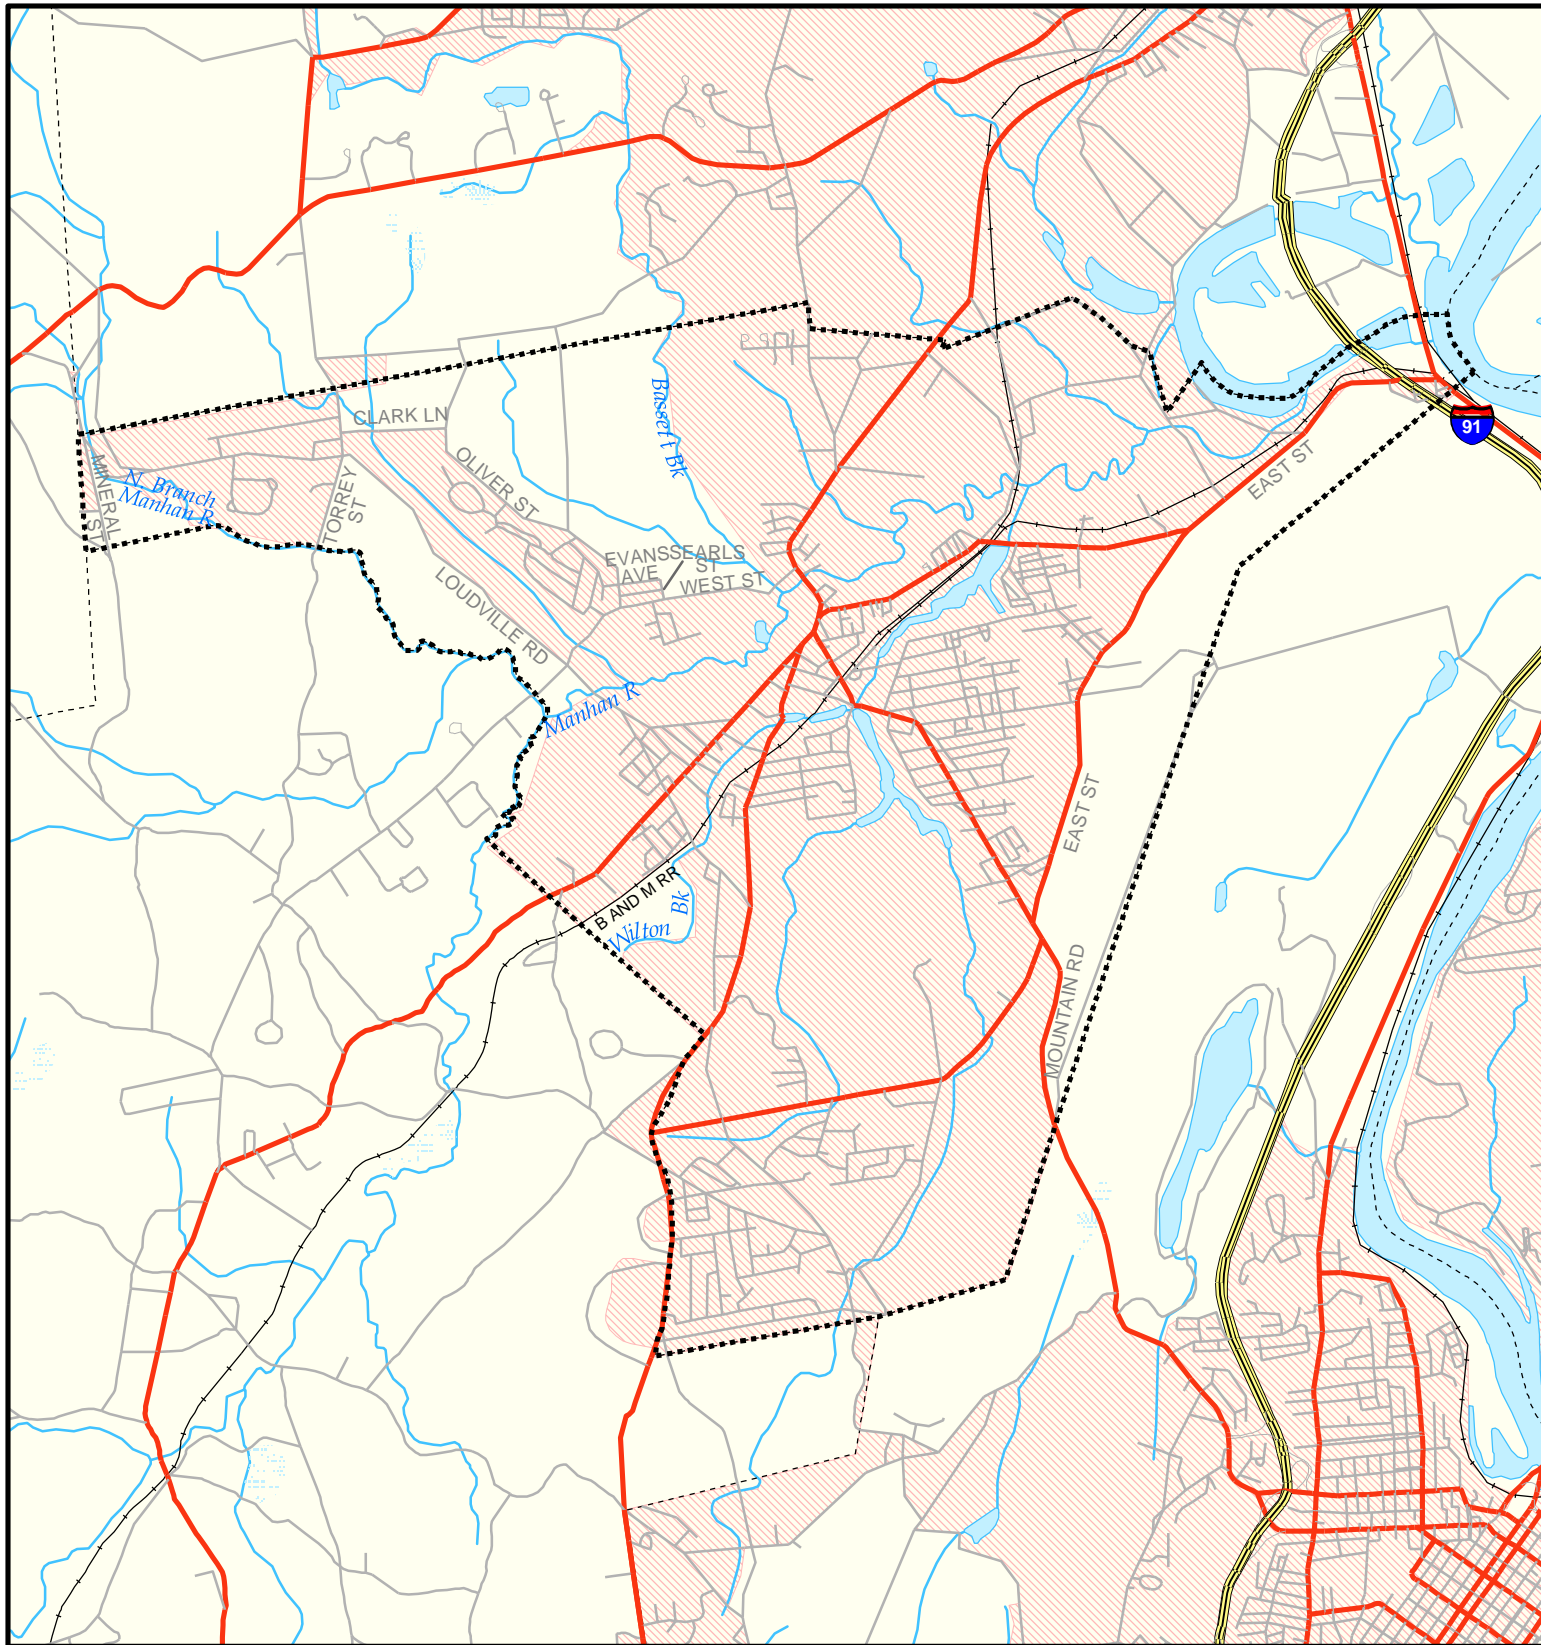 CLARK LN
Bassett Bk
91
OLIVER ST
EAST ST
MINERAL
ST
N. Branch
Manhan R
TORREY
ST
EVANS
AVE
SEARLS
ST
WEST ST
LOUDVILLE RD
Manhan R
EAST ST
B AND M RR
Wilton
Bk
MOUNTAIN RD